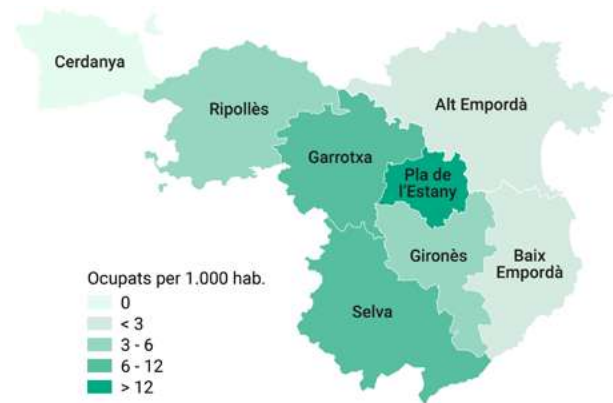 Cerdanya
Ripollès
Alt Empordà
Garrotxa
Pla de
l'Estany
Gironès
Baix
Empordà
Selva
Ocupats per 1.000 hab.
0
< 3
3 - 6
6 - 12
> 12